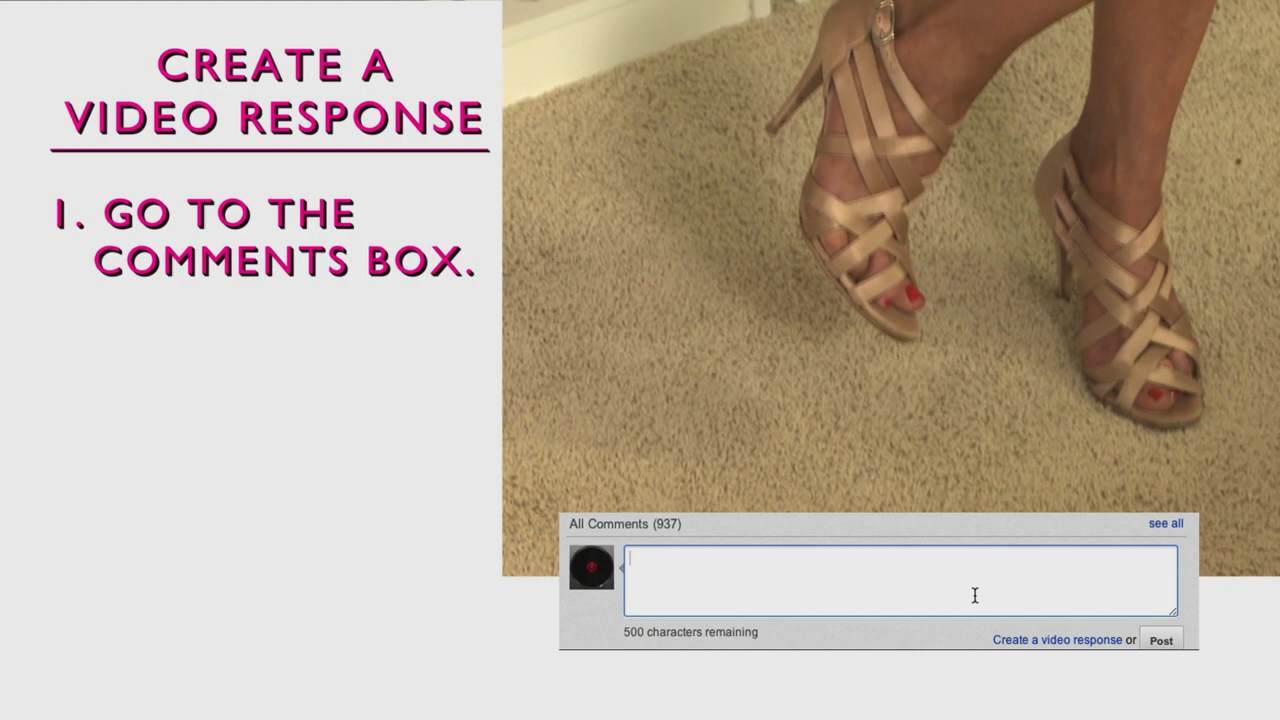 CREATE A
VIDEO RESPONSE
1. GO TO THE
COMMENTS BOX.
All Comments (937) see all
500 characters remaining
Create a video response or Post